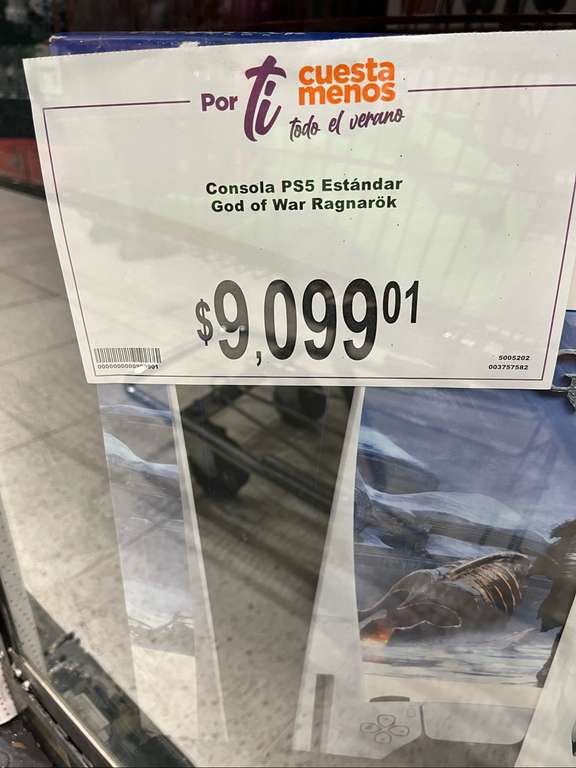 Por ti cuesta menos
todo el verano
Consola PS5 Estándar
God of War Ragnarök
$9,099 01
5005202
003757582